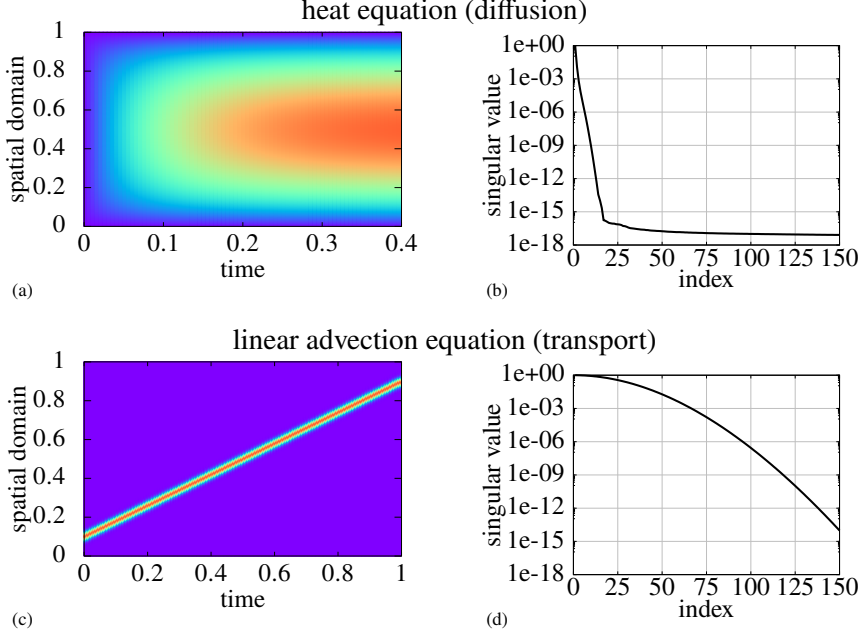 heat equation (diffusion)
1
0.8
0.6
0.4
0.2
0
spatial domain
0 0.1 0.2 0.3 0.4
time
(a)
1e+00
1e-03
1e-06
1e-09
1e-12
1e-15
1e-18
singular value
0 25 50 75 100 125 150
index
(b)
linear advection equation (transport)
1
0.8
0.6
0.4
0.2
0
spatial domain
0 0.2 0.4 0.6 0.8 1
time
(c)
1e+00
1e-03
1e-06
1e-09
1e-12
1e-15
1e-18
singular value
0 25 50 75 100 125 150
index
(d)